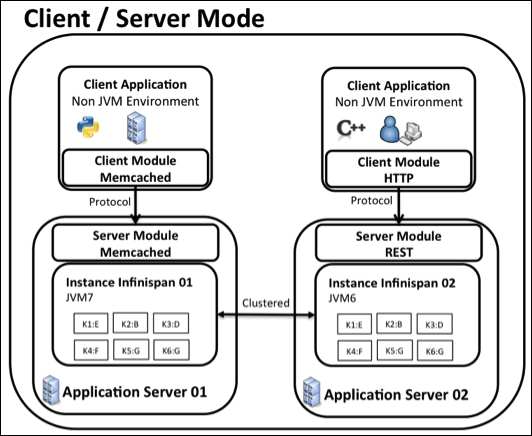 Client / Server Mode
Client Application
Non JVM Environment
Client Module
Memcached
Protocol
Server Module
Memcached
Instance Infinispan 01
JVM7
K1:E K2:B K3:D
K4:F K5:G K6:G
Application Server 01
Clustered
Client Application
Non JVM Environment
C++
Client Module
HTTP
Protocol
Server Module
REST
Instance Infinispan 02
JVM6
K1:E K2:B K3:D
K4:F K5:G K6:G
Application Server 02